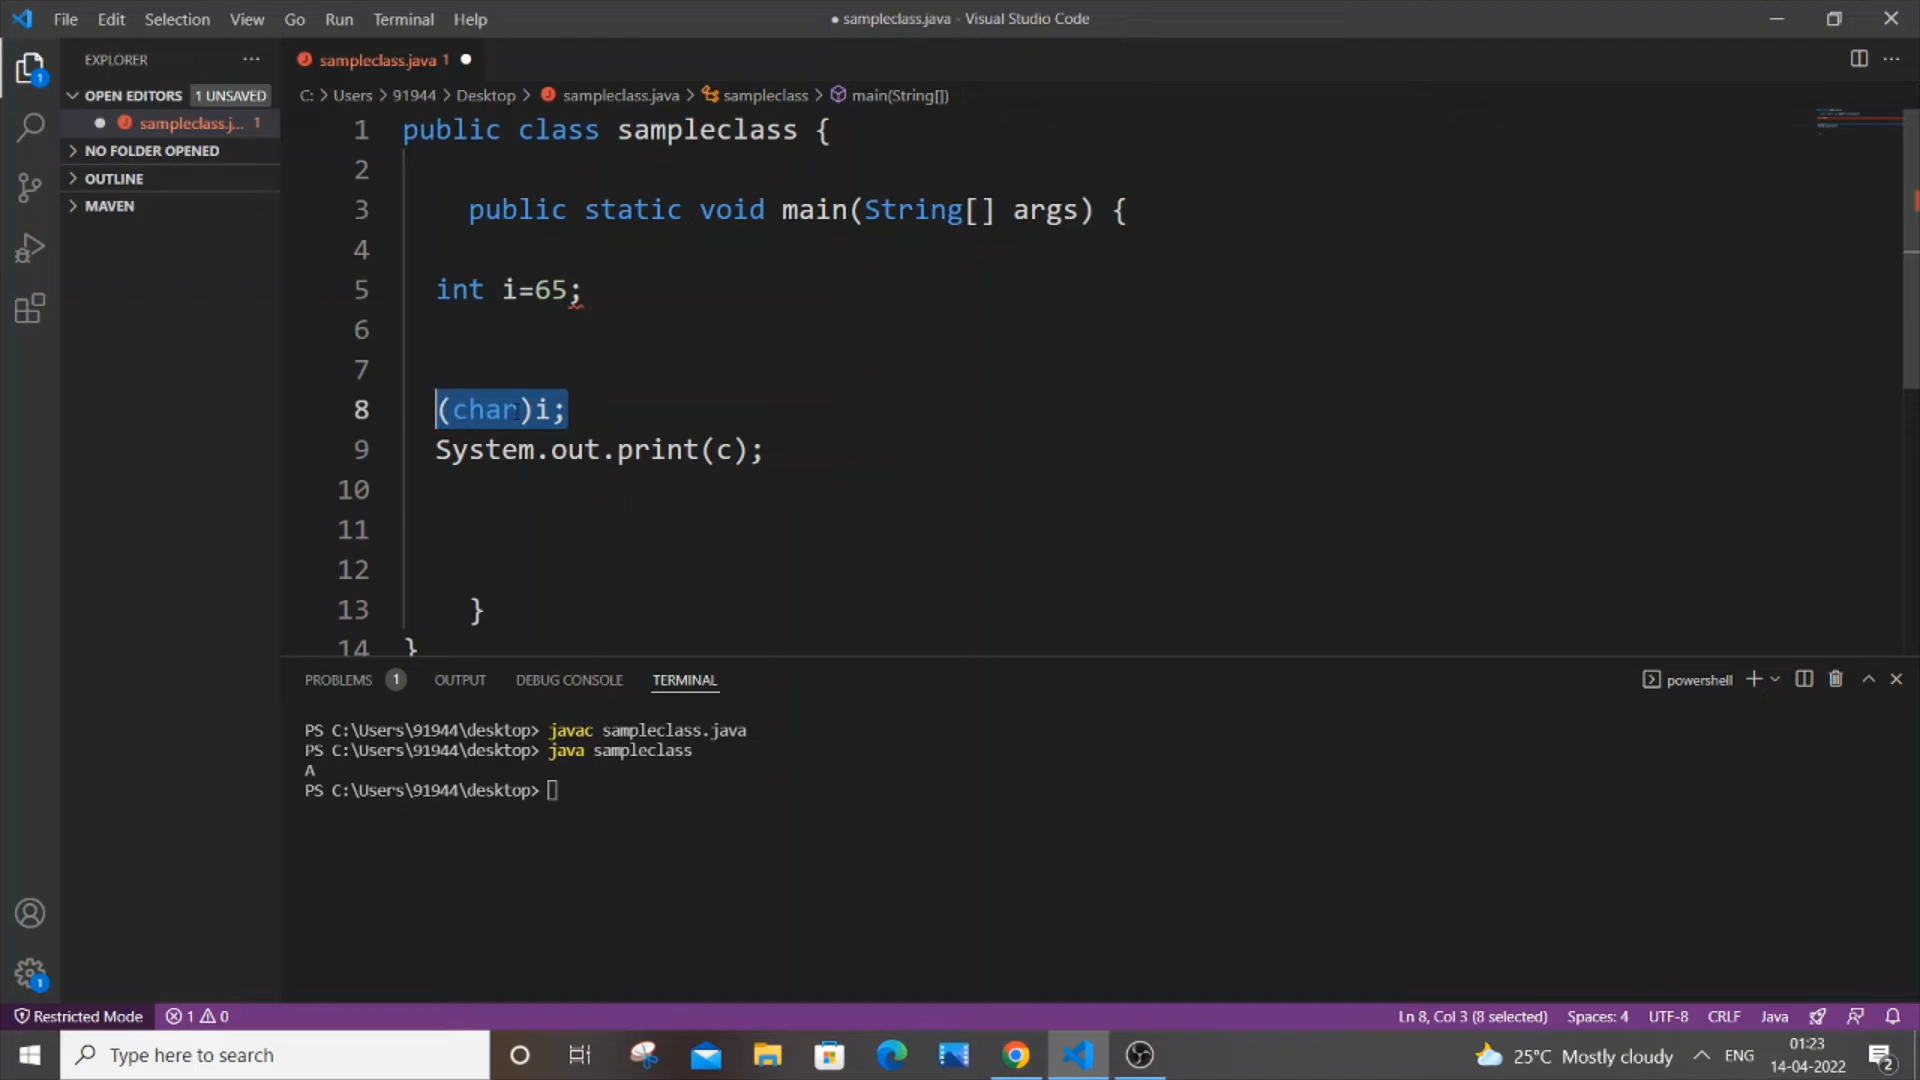 File Edit Selection View Go Run Terminal Help
● sampleclass.java - Visual Studio Code
EXPLORER
OPEN EDITORS 1 UNSAVED
sampleclass.j... 1
NO FOLDER OPENED
OUTLINE
MAVEN
sampleclass.java 1
C: > Users > 91944 > Desktop > sampleclass.java > sampleclass > main(String[])
1 public class sampleclass {
2
3 public static void main(String[] args) {
4
5 int i=65;
6
7
8 (char)i;
9 System.out.print(c);
10
11
12
13 }
14 }
PROBLEMS 1 OUTPUT DEBUG CONSOLE TERMINAL
powershell
PS C:\Users\91944\desktop> javac sampleclass.java
PS C:\Users\91944\desktop> java sampleclass
A
PS C:\Users\91944\desktop>
1
1
Restricted Mode 1 0
Ln 8, Col 3 (8 selected) Spaces: 4 UTF-8 CRLF Java
Type here to search
25°C Mostly cloudy ENG
01:23
14-04-2022
2